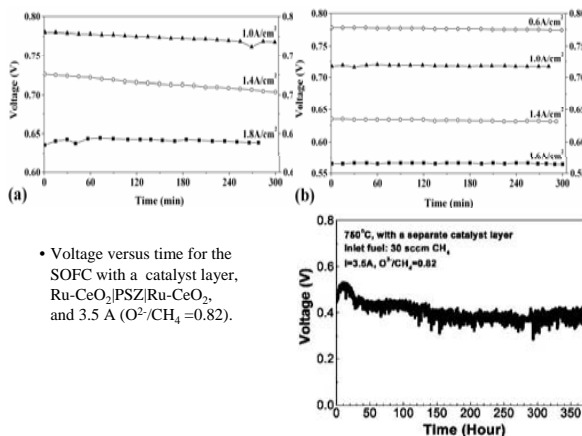 0.80
1.0A/cm²
0.75
1.4A/cm²
0.70
Voltage (V)
0.65
1.8A/cm²
0.60
0 60 120 180 240 300
(a)
Time (min)
0.80
0.6A/cm²
0.75
1.0A/cm²
0.70
Voltage (V)
0.65
1.4A/cm²
0.60
1.6A/cm²
0.55
0.50
0 60 120 180 240 300
(b)
Time (min)
• Voltage versus time for the
SOFC with a catalyst layer,
Ru-CeO₂|PSZ|Ru-CeO₂,
and 3.5 A (O²⁻/CH₄ =0.82).
0.8
750°C, with a separate catalyst layer
Inlet fuel: 30 sccm CH₄
I=3.5A, O²⁻/CH₄=0.82
0.6
0.4
0.2
0.0
Voltage (V)
0 50 100 150 200 250 300 350
Time (Hour)